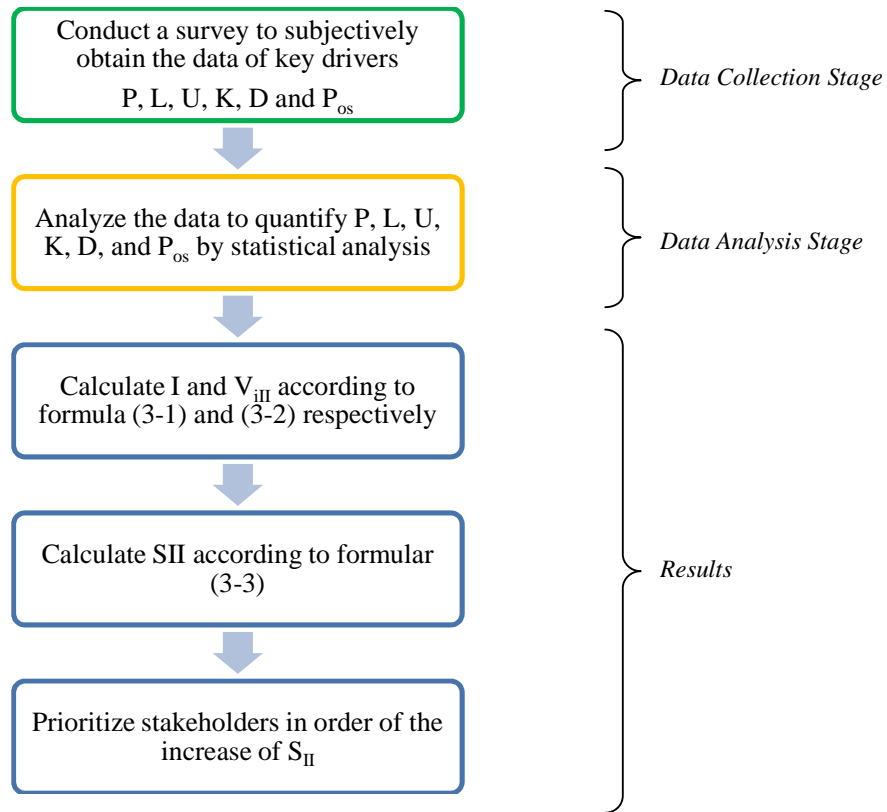 Conduct a survey to subjectively
obtain the data of key drivers
P, L, U, K, D and Pos
Data Collection Stage
Analyze the data to quantify P, L, U,
K, D, and Pos by statistical analysis
Data Analysis Stage
Calculate I and ViII according to
formula (3-1) and (3-2) respectively
Calculate SII according to formular
(3-3)
Results
Prioritize stakeholders in order of the
increase of SII